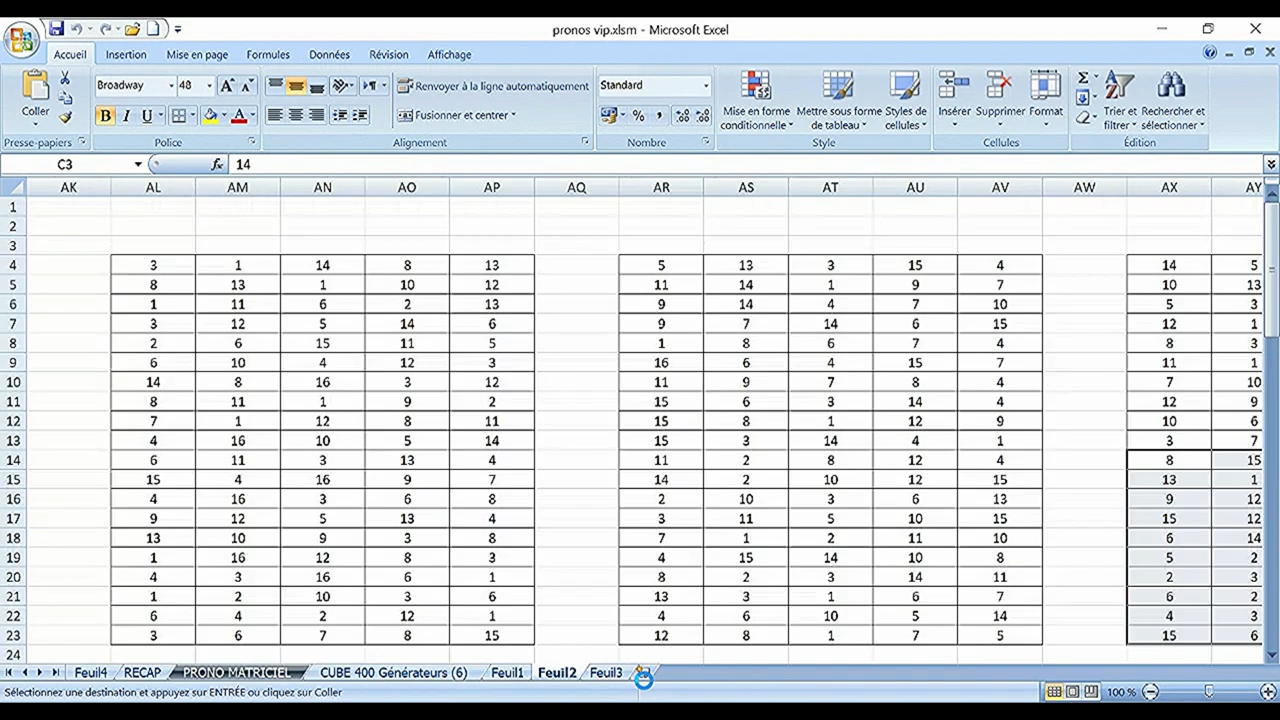 pronos vip.xlsm - Microsoft Excel
Accueil Insertion Mise en page Formules Données Révision Affichage
Coller
Presse-papiers
Broadway 48
B I U A
Police
Renvoyer à la ligne automatiquement
Fusionner et centrer
Alignement
Standard
% ,
Nombre
Mise en forme conditionnelle
Mettre sous forme de tableau
Styles de cellules
Style
Insérer Supprimer Format
Cellules
Σ
Trier et filtrer
Rechercher et sélectionner
Édition
C3 fx 14
AK AL AM AN AO AP AQ AR AS AT AU AV AW AX AY
1
2
3
4 3 1 14 8 13 5 13 3 15 4 14 5
5 8 13 1 10 12 11 14 1 9 7 10 13
6 1 11 6 2 13 9 14 4 7 10 5 3
7 3 12 5 14 6 9 7 14 6 15 12 1
8 2 6 15 11 5 1 8 6 7 4 8 3
9 6 10 4 12 3 16 6 4 15 7 11 1
10 14 8 16 3 12 11 9 7 8 4 7 10
11 8 11 1 9 2 15 6 3 14 4 12 9
12 7 1 12 8 11 15 8 1 12 9 10 6
13 4 16 10 5 14 15 3 14 4 1 3 7
14 6 11 3 13 4 11 2 8 12 4 8 15
15 15 4 16 9 7 14 2 10 12 15 13 1
16 4 16 3 6 8 2 10 3 6 13 9 12
17 9 12 5 13 4 3 11 5 10 15 15 12
18 13 10 9 3 8 7 1 2 11 10 6 14
19 1 16 12 8 3 4 15 14 10 8 5 2
20 4 3 16 6 1 8 2 3 14 11 2 3
21 1 2 10 3 6 13 3 1 6 7 6 2
22 6 4 2 12 1 4 6 10 5 14 4 3
23 3 6 7 8 15 12 8 1 7 5 15 6
24
Feuil4 RECAP PRONO MATRICIEL CUBE 400 Générateurs (6) Feuil1 Feuil2 Feuil3
Sélectionnez une destination et appuyez sur ENTRÉE ou cliquez sur Coller 100 %